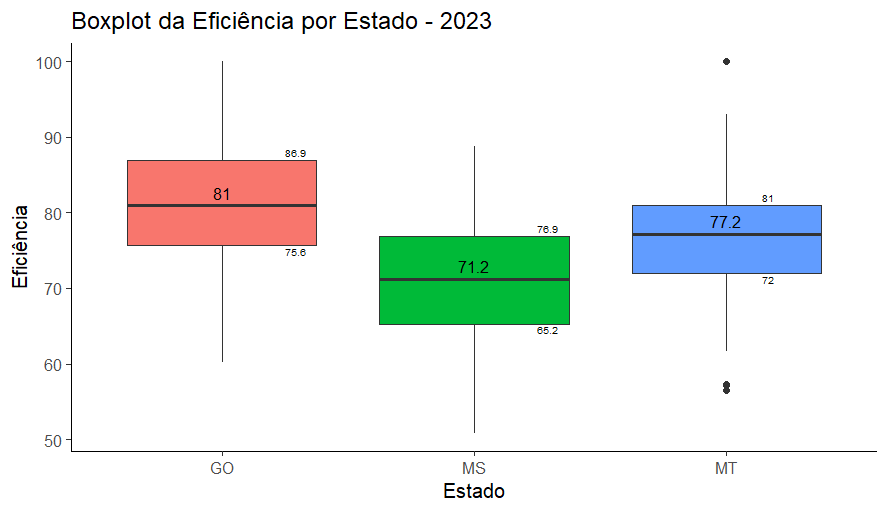 Boxplot da Eficiência por Estado - 2023
Eficiência
100
90
80
70
60
50
86.9
81
75.6
76.9
71.2
65.2
81
77.2
72
GO
MS
MT
Estado